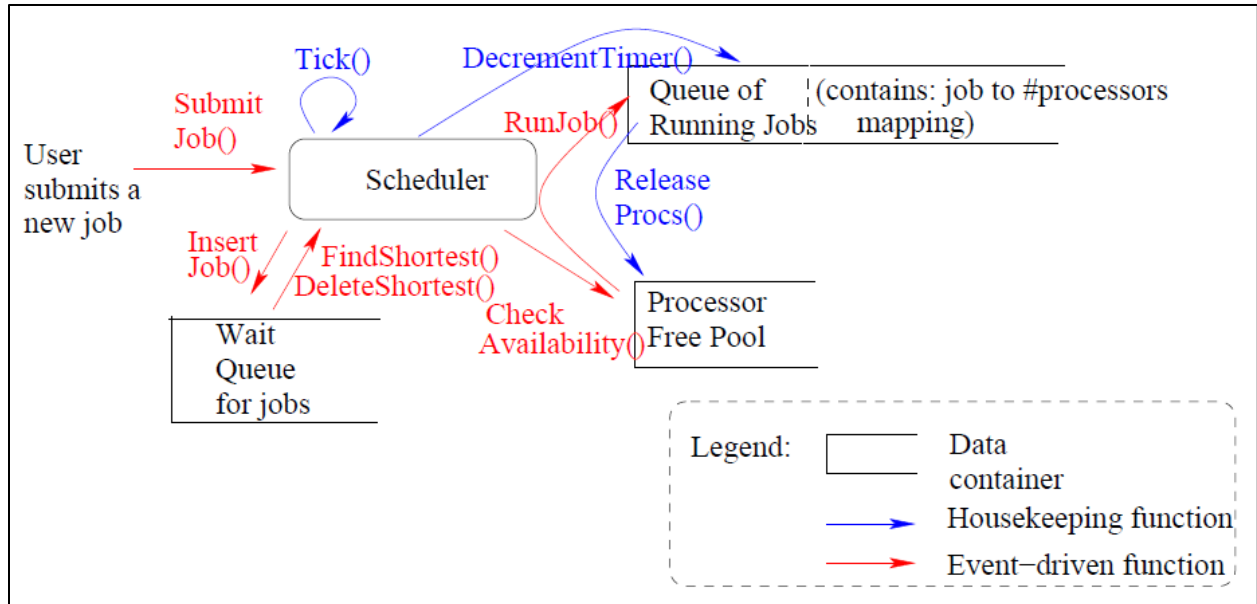 Tick()
DecrementTimer()
Submit
Job()
Queue of
Running Jobs
(contains: job to #processors
mapping)
RunJob()
User
submits a
new job
Scheduler
Release
Procs()
Insert
Job()
FindShortest()
DeleteShortest()
Check
Availability()
Processor
Free Pool
Wait
Queue
for jobs
Legend:
Data
container
Housekeeping function
Event−driven function